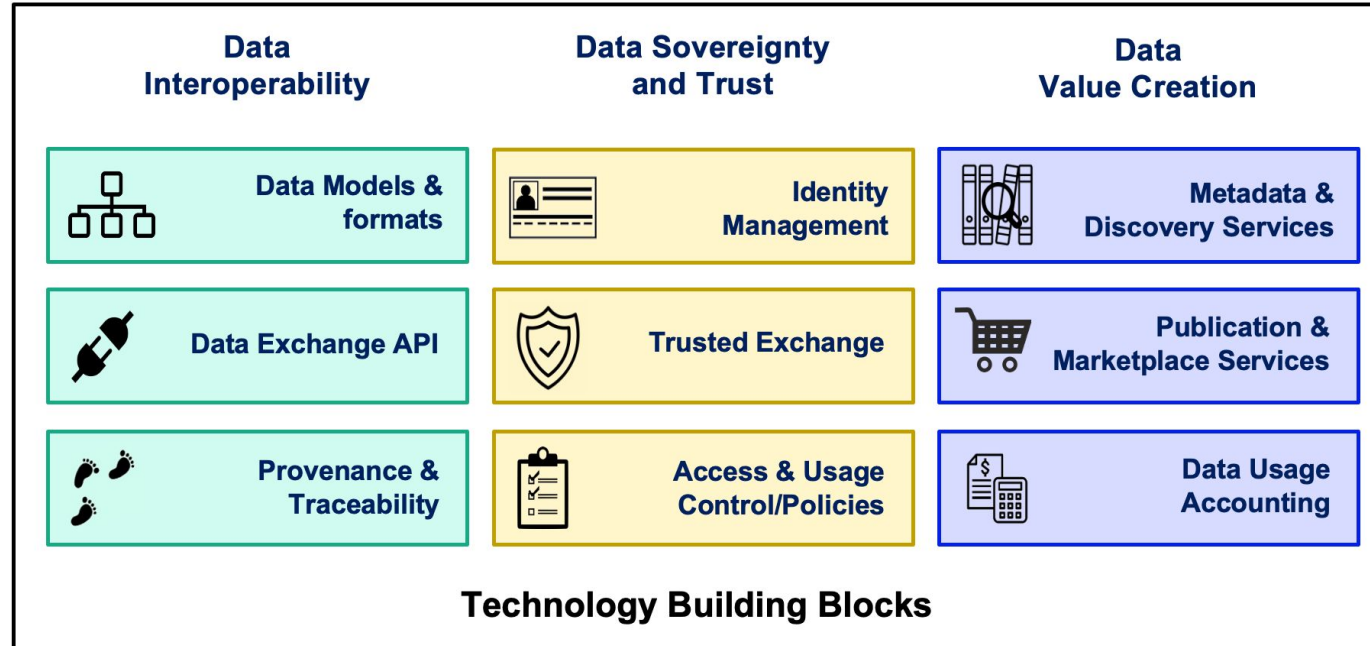 Data
Interoperability
Data Sovereignty
and Trust
Data
Value Creation
Data Models &
formats
Identity
Management
Metadata &
Discovery Services
Data Exchange API
Trusted Exchange
Publication &
Marketplace Services
Provenance &
Traceability
Access & Usage
Control/Policies
$
Data Usage
Accounting
Technology Building Blocks